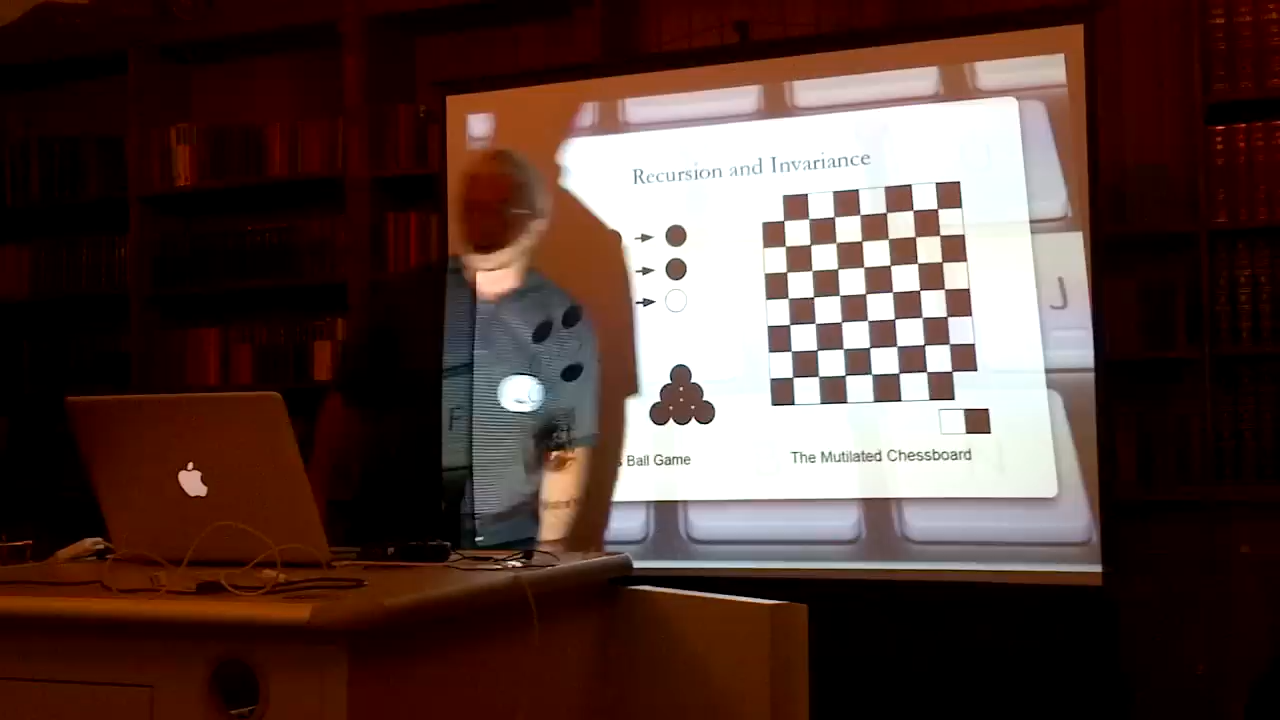 Recursion and Invariance
J
F
Ball Game
The Mutilated Chessboard